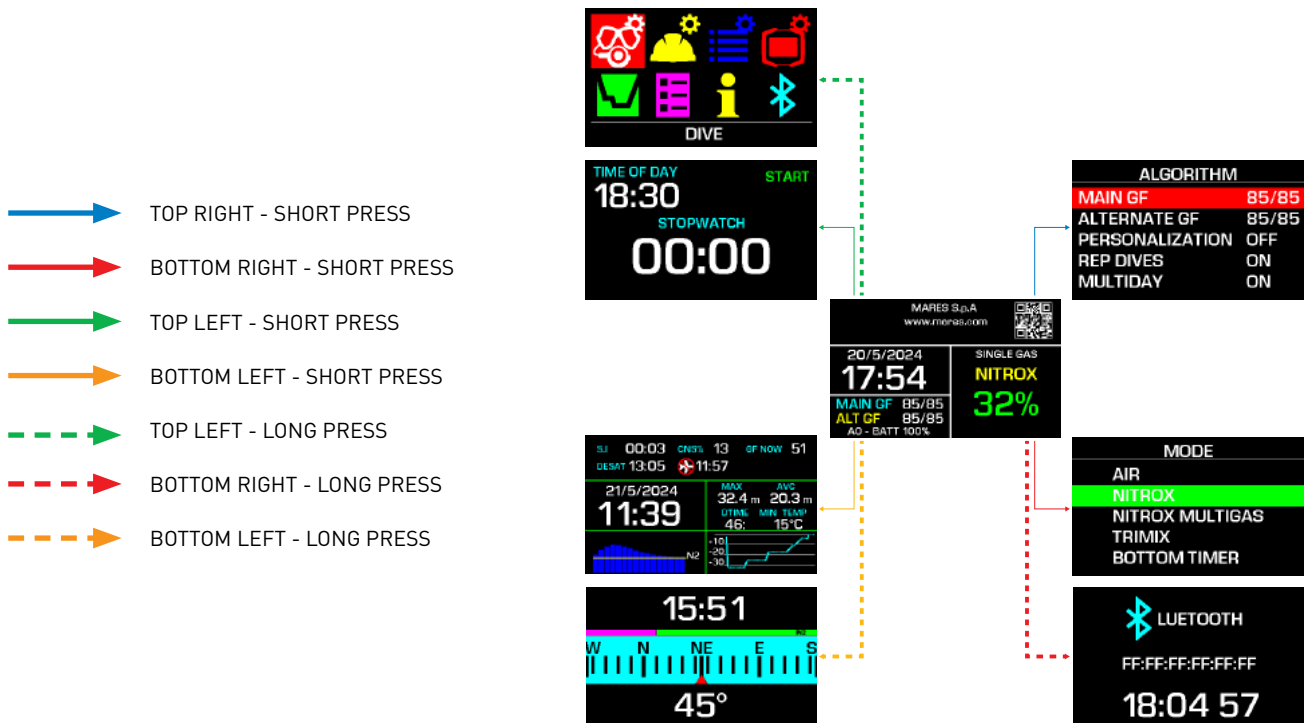 TOP RIGHT - SHORT PRESS
BOTTOM RIGHT - SHORT PRESS
TOP LEFT - SHORT PRESS
BOTTOM LEFT - SHORT PRESS
TOP LEFT - LONG PRESS
BOTTOM RIGHT - LONG PRESS
BOTTOM LEFT - LONG PRESS
DIVE
TIME OF DAY START
18:30
STOPWATCH
00:00
S.I 00:03 CNS% 13 GF NOW 51
DESAT 13:05 11:57
21/5/2024
11:39
MAX AVG
32.4 m 20.3 m
DTIME MIN TEMP
46: 15°C
N2
-10
-20
-30
15:51
N2
W N NE E S
45°
MARES S.p.A
www.mares.com
20/5/2024
17:54
MAIN GF 85/85
ALT GF 85/85
A0 - BATT 100%
SINGLE GAS
NITROX
32%
ALGORITHM
MAIN GF 85/85
ALTERNATE GF 85/85
PERSONALIZATION OFF
REP DIVES ON
MULTIDAY ON
MODE
AIR
NITROX
NITROX MULTIGAS
TRIMIX
BOTTOM TIMER
LUETOOTH
FF:FF:FF:FF:FF:FF
18:04 57